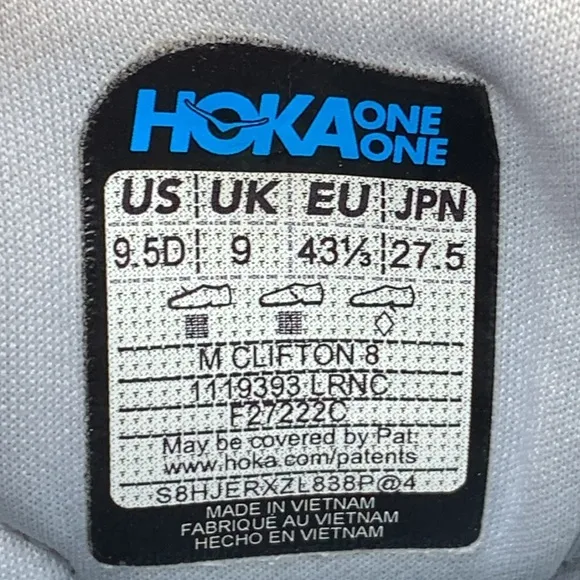 HOKA ONE ONE
US UK EU JPN
9.5D 9 43⅓ 27.5
M CLIFTON 8
1119393 LRNC
F27222C
May be covered by Pat:
www.hoka.com/patents
S8HJERXZL838P@4
MADE IN VIETNAM
FABRIQUÉ AU VIETNAM
HECHO EN VIETNAM